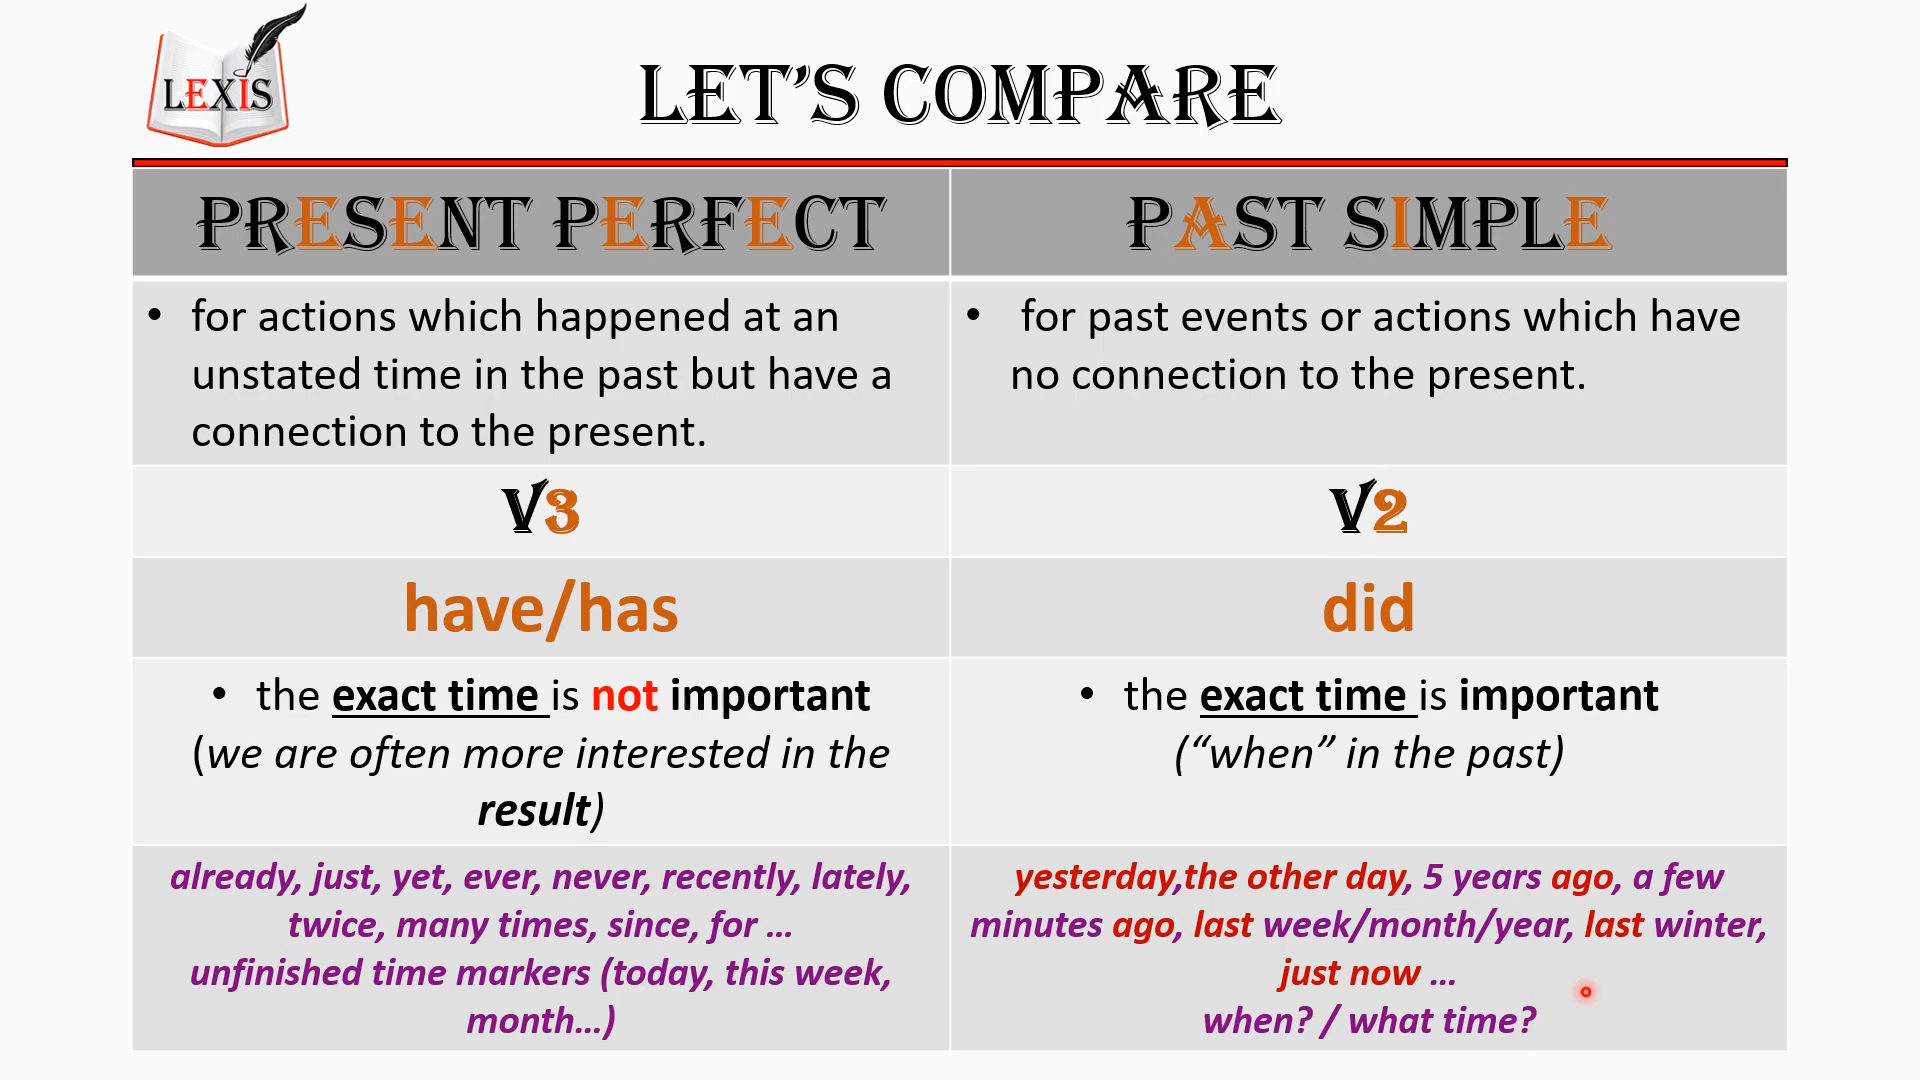 LEXIS
LET’S COMPARE
PRESENT PERFECT
PAST SIMPLE
• for actions which happened at an
unstated time in the past but have a
connection to the present.
• for past events or actions which have
no connection to the present.
V3
V2
have/has
did
• the exact time is not important
(we are often more interested in the
result)
• the exact time is important
(“when” in the past)
already, just, yet, ever, never, recently, lately,
twice, many times, since, for ...
unfinished time markers (today, this week,
month...)
yesterday,the other day, 5 years ago, a few
minutes ago, last week/month/year, last winter,
just now ...
when? / what time?